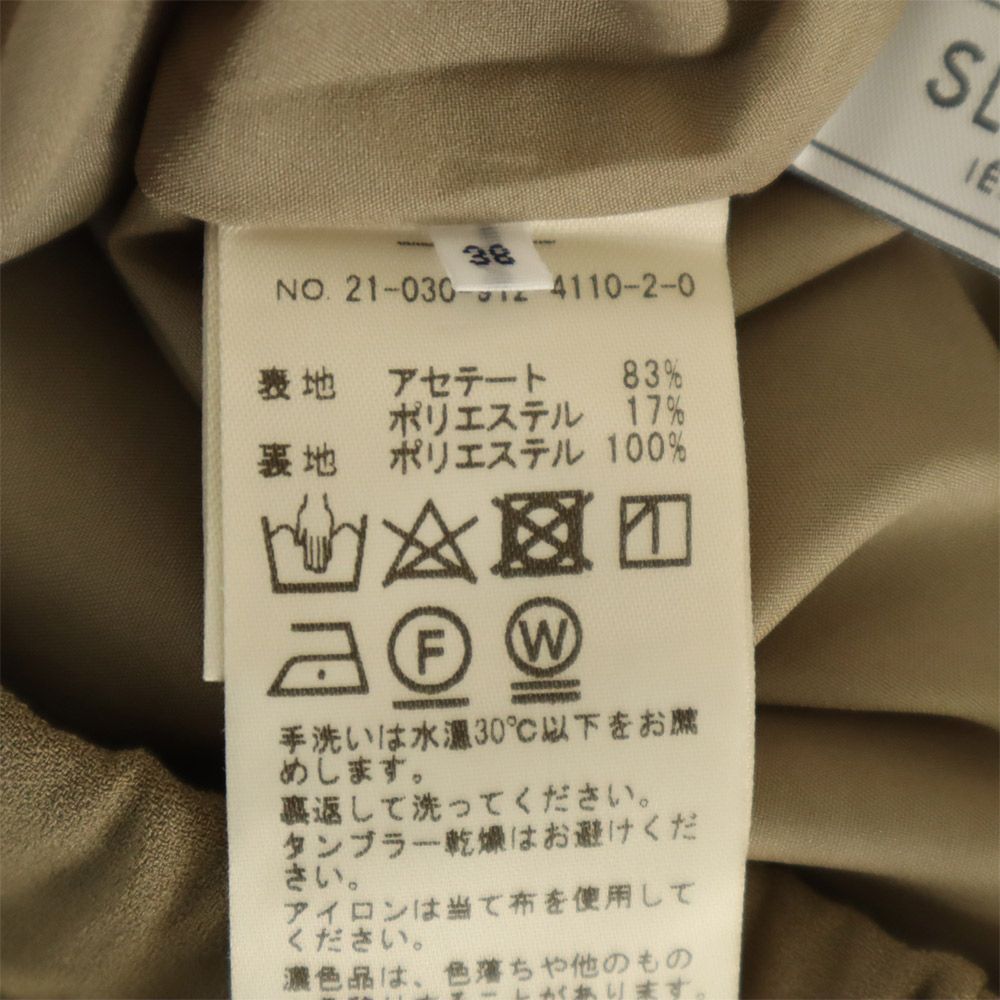 38
NO. 21-030-912-4110-2-0
表地 アセテート 83%
ポリエステル 17%
裏地 ポリエステル 100%
F
W
手洗いは水温30℃以下をお薦
めします。
裏返して洗ってください。
タンブラー乾燥はお避けくだ
さい。
アイロンは当て布を使用して
ください。
濃色品は、色落ちや他のもの